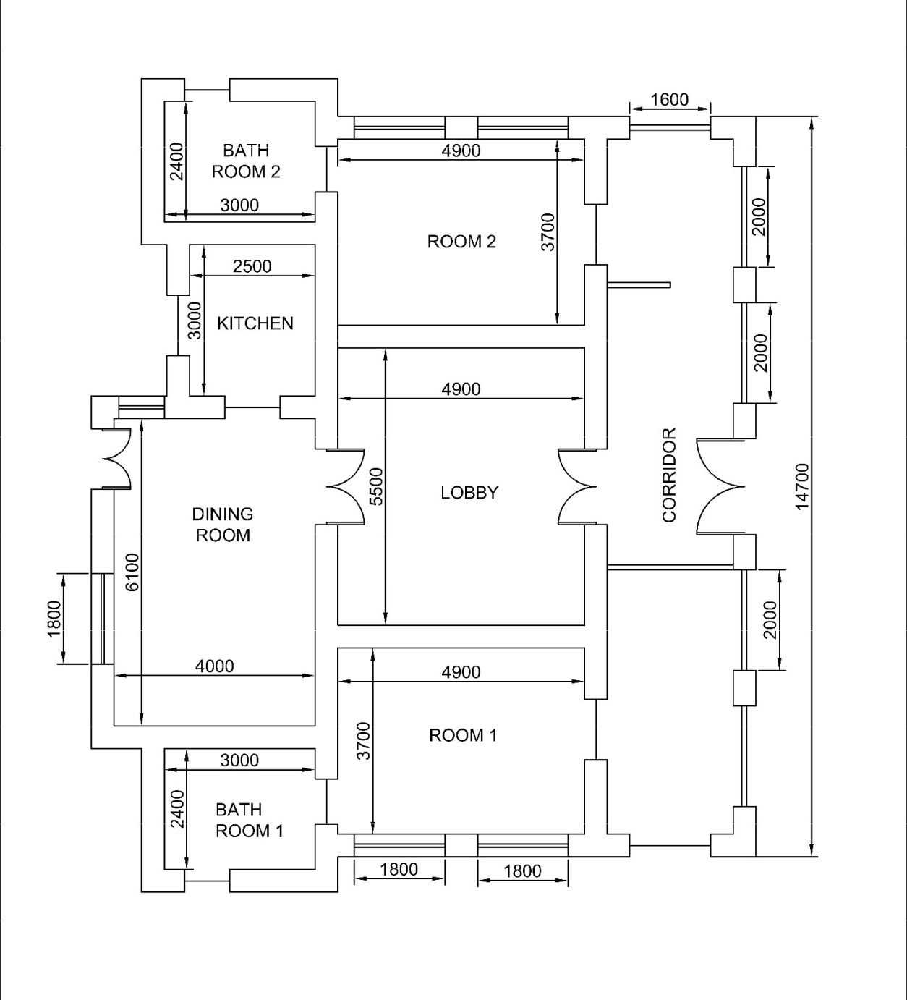 1600
BATH
ROOM 2
2400
3000
4900
3700
ROOM 2
2000
2500
3000
KITCHEN
2000
4900
5500
LOBBY
CORRIDOR
14700
DINING
ROOM
6100
1800
4000
2000
4900
3700
ROOM 1
3000
2400
BATH
ROOM 1
1800
1800